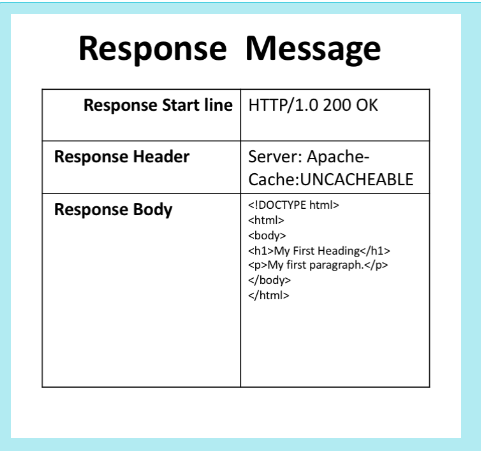 Response Message
Response Start line
HTTP/1.0 200 OK
Response Header
Server: Apache-
Cache:UNCACHEABLE
Response Body
<!DOCTYPE html>
<html>
<body>
<h1>My First Heading</h1>
<p>My first paragraph.</p>
</body>
</html>